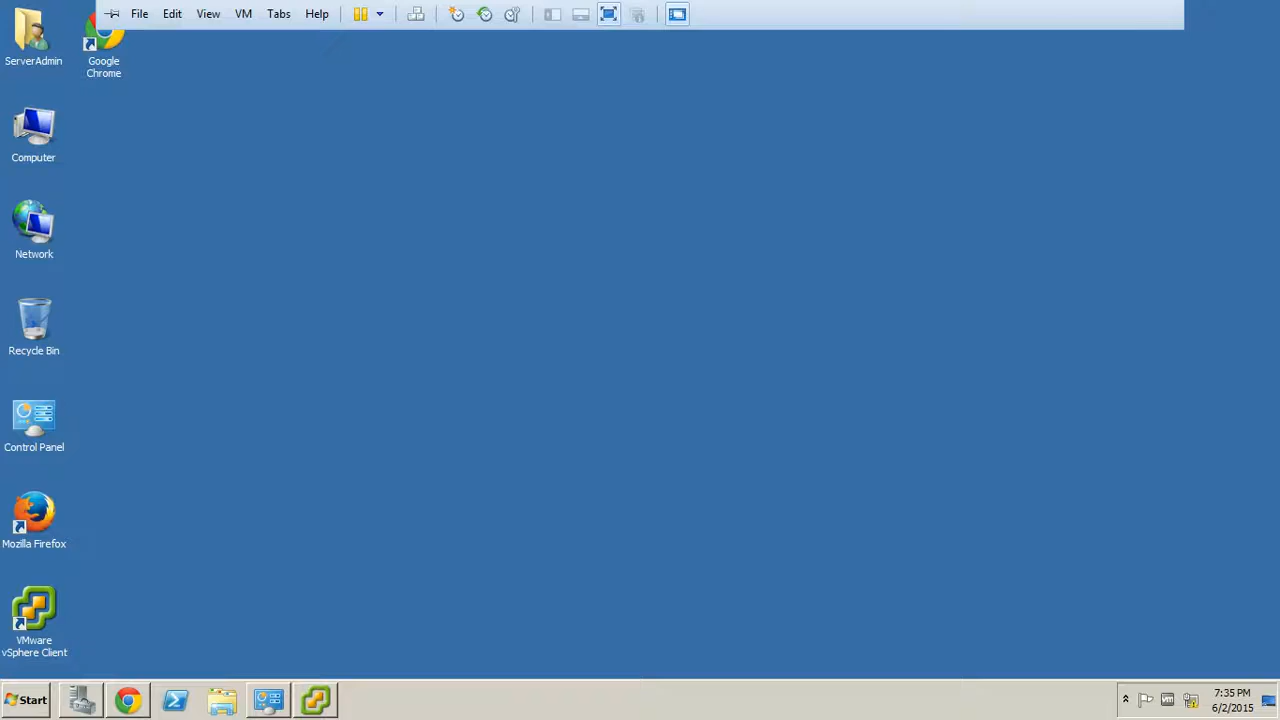 File Edit View VM Tabs Help
ServerAdmin
Google
Chrome
Computer
Network
Recycle Bin
Control Panel
Mozilla Firefox
VMware
vSphere Client
Start
7:35 PM
6/2/2015